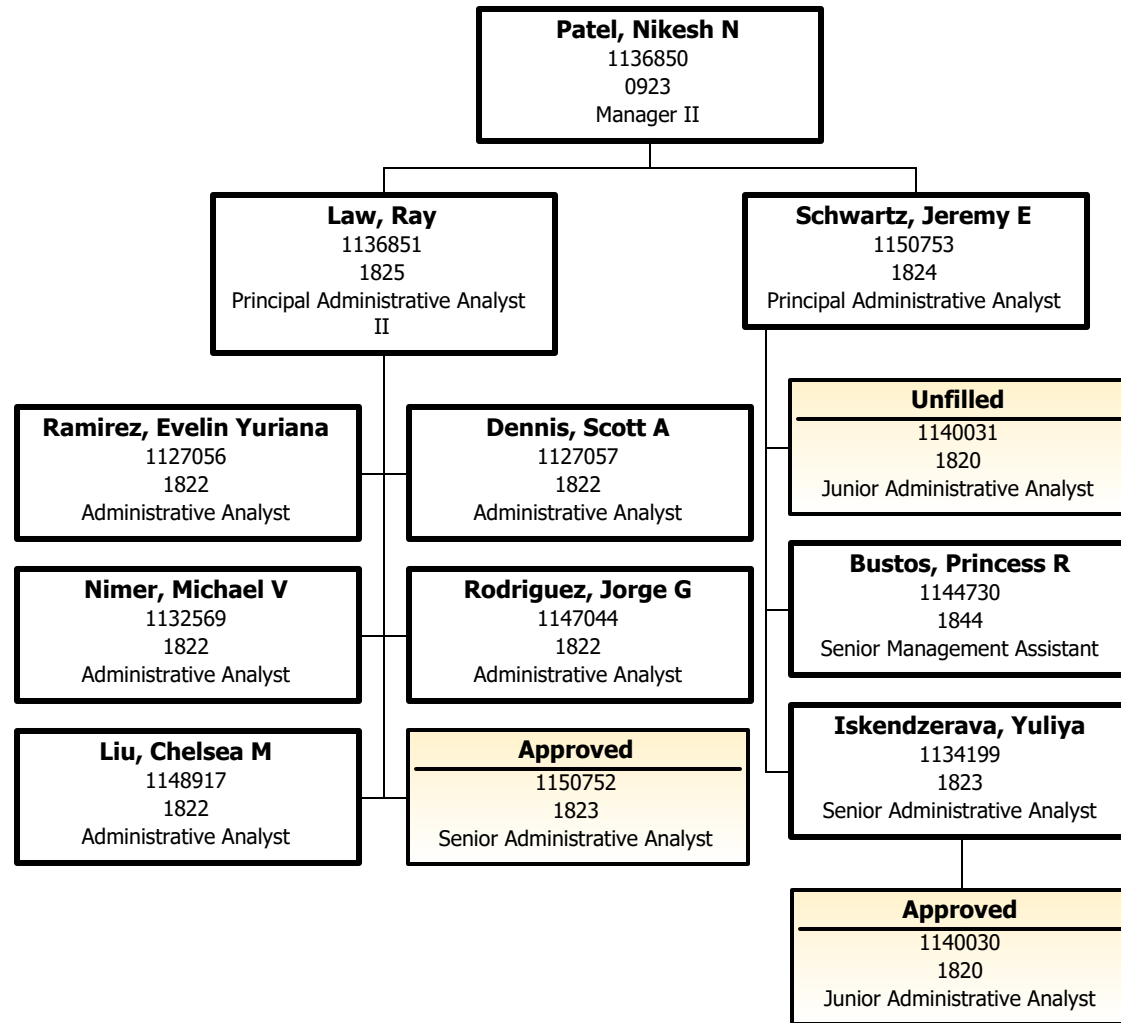 Patel, Nikesh N
1136850
0923
Manager II
Law, Ray
1136851
1825
Principal Administrative Analyst
II
Schwartz, Jeremy E
1150753
1824
Principal Administrative Analyst
Ramirez, Evelin Yuriana
1127056
1822
Administrative Analyst
Dennis, Scott A
1127057
1822
Administrative Analyst
Unfilled
1140031
1820
Junior Administrative Analyst
Nimer, Michael V
1132569
1822
Administrative Analyst
Rodriguez, Jorge G
1147044
1822
Administrative Analyst
Bustos, Princess R
1144730
1844
Senior Management Assistant
Liu, Chelsea M
1148917
1822
Administrative Analyst
Approved
1150752
1823
Senior Administrative Analyst
Iskendzerava, Yuliya
1134199
1823
Senior Administrative Analyst
Approved
1140030
1820
Junior Administrative Analyst